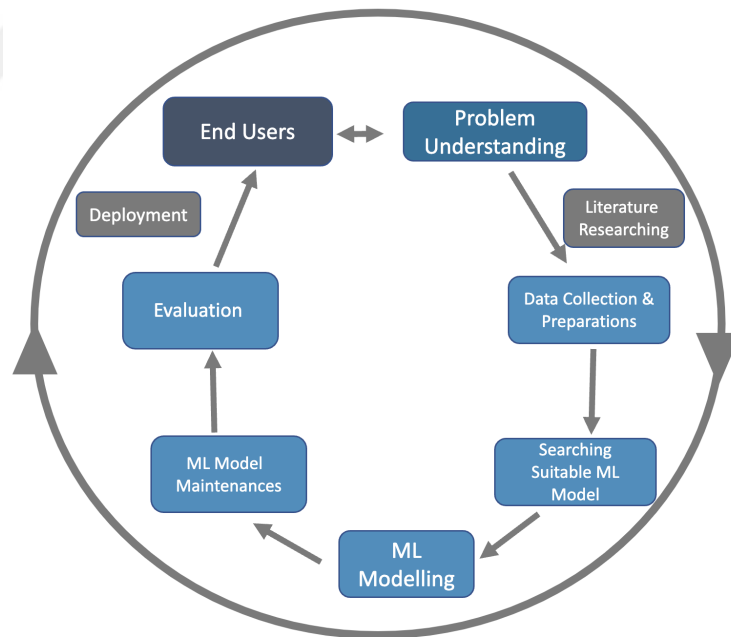 End Users
Problem
Understanding
Deployment
Literature
Researching
Evaluation
Data Collection &
Preparations
ML Model
Maintenances
Searching
Suitable ML
Model
ML
Modelling